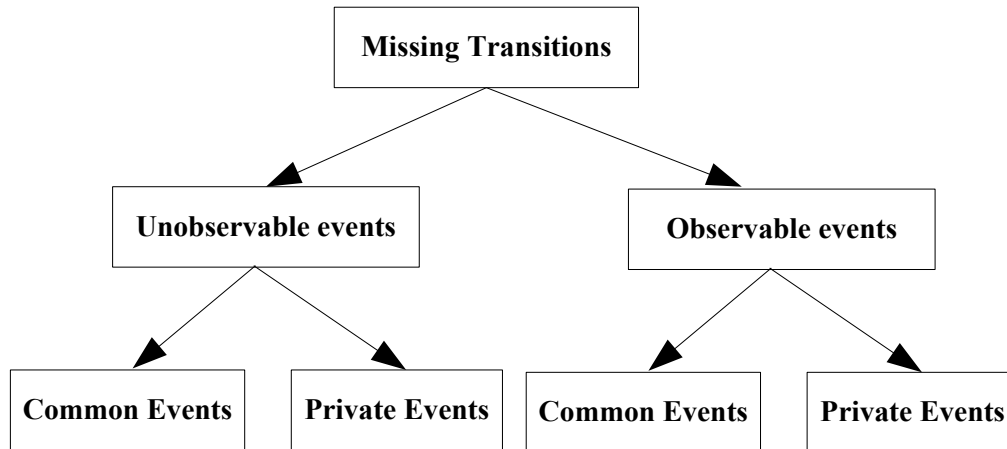 Missing Transitions
Unobservable events
Observable events
Common Events
Private Events
Common Events
Private Events